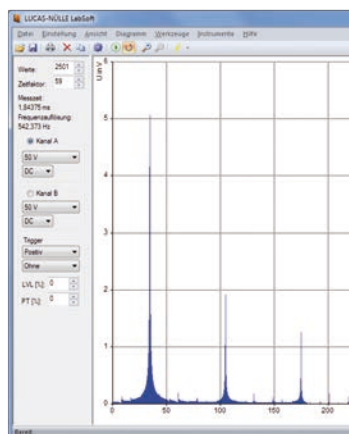 LUCAS-NÜLLE LabSoft
Datei Einstellung Ansicht Diagramm Werkzeuge Instrumente Hilfe
Werte: 2501
Zeitfaktor: 59
Messzeit:
1,84375 ms
Frequenzauflösung:
542,373 Hz
Kanal A
50 V
DC
Kanal B
50 V
DC
Trigger
Positiv
Ohne
LVL [%]: 0
PT [%]: 0
U in V
6
5
4
3
2
1
0
0 50 100 150 200
Bereit